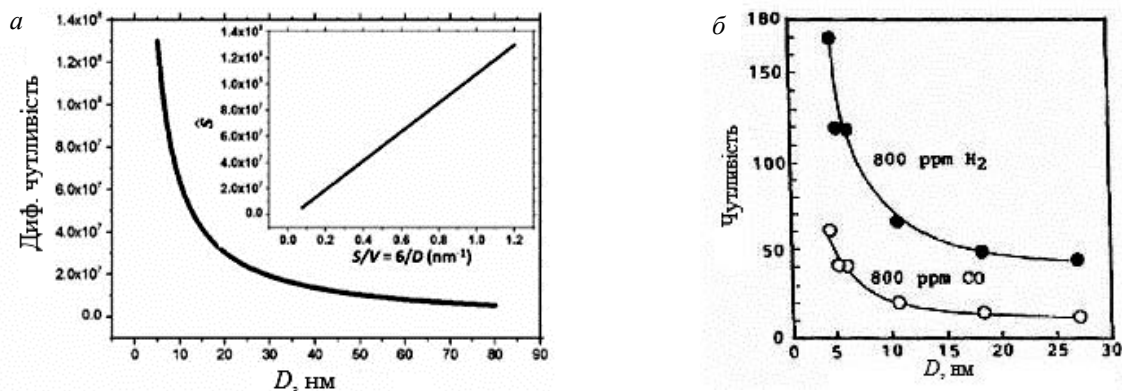 а
Диф. чутливість
1.4x10⁸
1.2x10⁸
1.0x10⁸
8.0x10⁷
6.0x10⁷
4.0x10⁷
2.0x10⁷
0.0
0 10 20 30 40 50 60 70 80 90
D, нм
Ŝ
1.4x10⁸
1.2x10⁸
1.0x10⁸
8.0x10⁷
6.0x10⁷
4.0x10⁷
2.0x10⁷
0.0
0.0 0.2 0.4 0.6 0.8 1.0 1.2
S/V = 6/D (nm⁻¹)
б
Чутливість
180
150
100
50
0
800 ppm H₂
800 ppm CO
0 5 10 15 20 25 30
D, нм